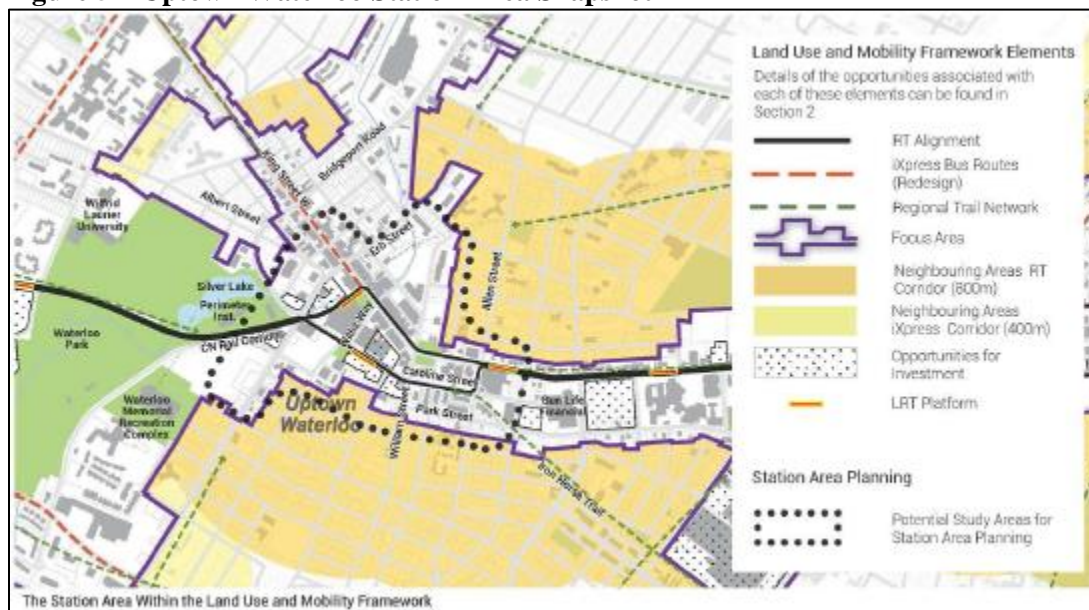 Uptown Waterloo Station Area Snapshot
Land Use and Mobility Framework Elements
Details of the opportunities associated with
each of these elements can be found in
Section 2
RT Alignment
iXpress Bus Routes
(Redesign)
Regional Trail Network
Focus Area
Neighbouring Areas RT
Corridor (800m)
Neighbouring Areas
iXpress Corridor (400m)
Opportunities for
Investment
LRT Platform
Station Area Planning
Potential Study Areas for
Station Area Planning
Bridgeport Road
King Street
Albert Street
Erb Street
Allen Street
Wilfrid
Laurier
University
Silver Lake
Perimeter
Inst.
Waterloo
Park
CN Rail Corridor
Willis Way
Caroline Street
Park Street
William Street
Sun Life
Financial
Waterloo
Memorial
Recreation
Complex
Uptown
Waterloo
Iron Horse Trail
The Station Area Within the Land Use and Mobility Framework